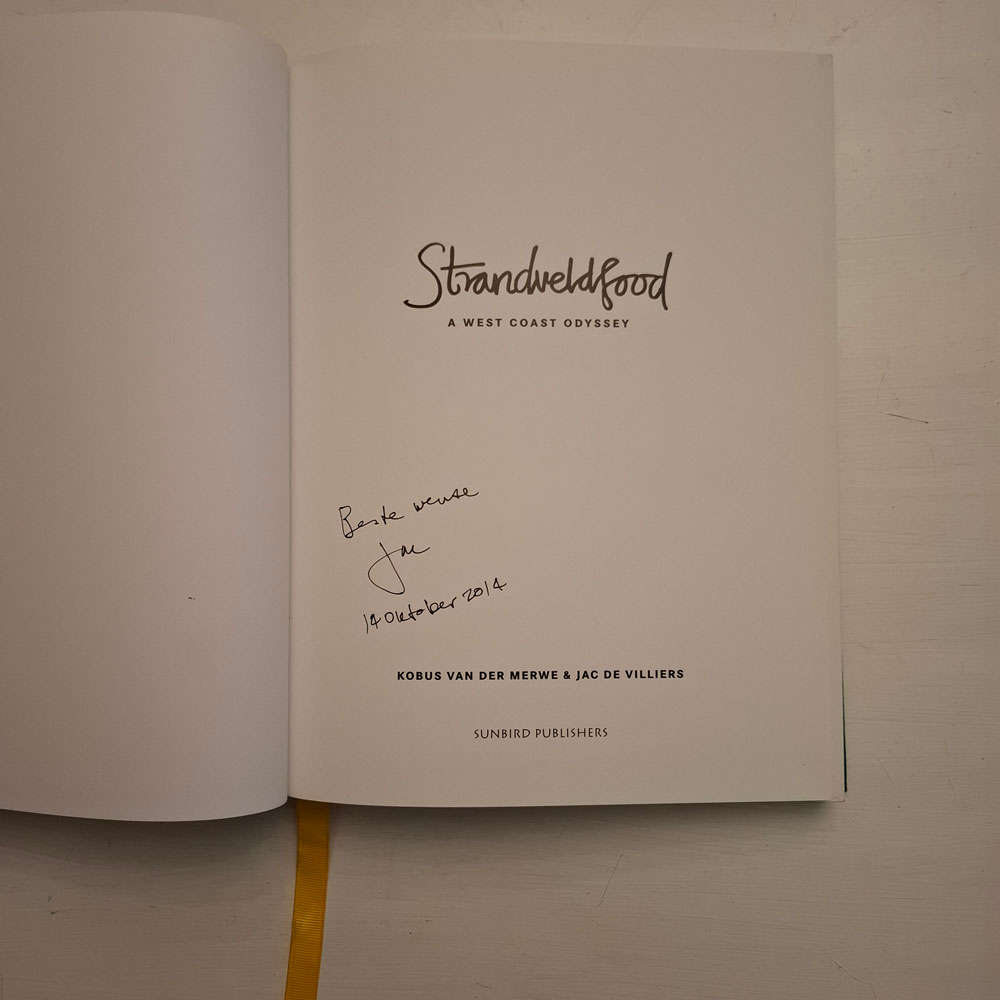 Strandveldfood
A WEST COAST ODYSSEY
Beste wense
Jac
14 Oktober 2014
KOBUS VAN DER MERWE & JAC DE VILLIERS
SUNBIRD PUBLISHERS